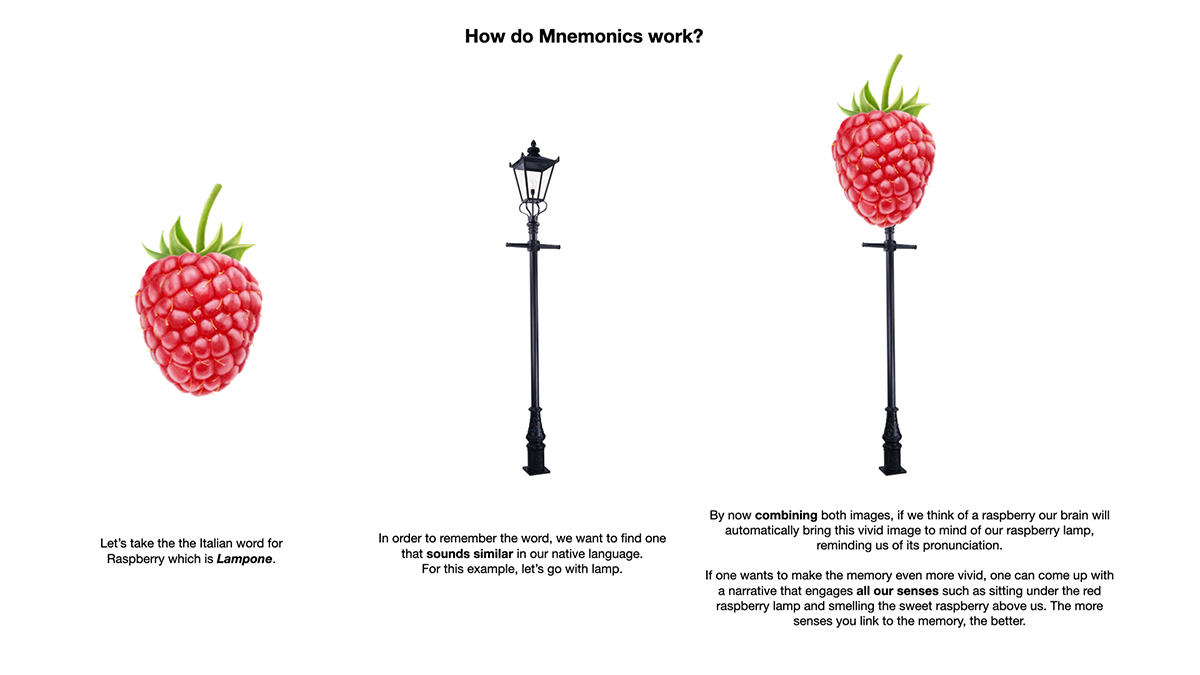 How do Mnemonics work?
Let's take the the Italian word for
Raspberry which is Lampone.
In order to remember the word, we want to find one
that sounds similar in our native language.
For this example, let's go with lamp.
By now combining both images, if we think of a raspberry our brain will
automatically bring this vivid image to mind of our raspberry lamp,
reminding us of its pronunciation.
If one wants to make the memory even more vivid, one can come up with
a narrative that engages all our senses such as sitting under the red
raspberry lamp and smelling the sweet raspberry above us. The more
senses you link to the memory, the better.